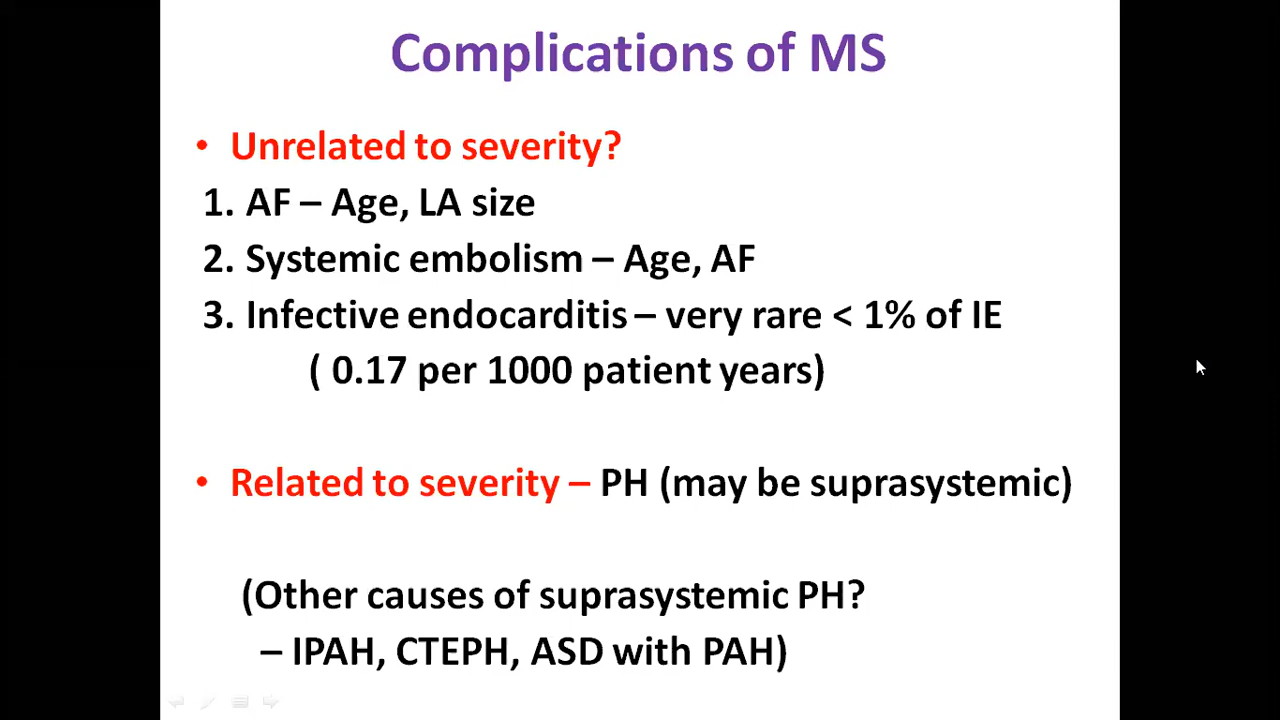 Complications of MS
• Unrelated to severity?
1. AF – Age, LA size
2. Systemic embolism – Age, AF
3. Infective endocarditis – very rare < 1% of IE
( 0.17 per 1000 patient years)
• Related to severity – PH (may be suprasystemic)
(Other causes of suprasystemic PH?
– IPAH, CTEPH, ASD with PAH)